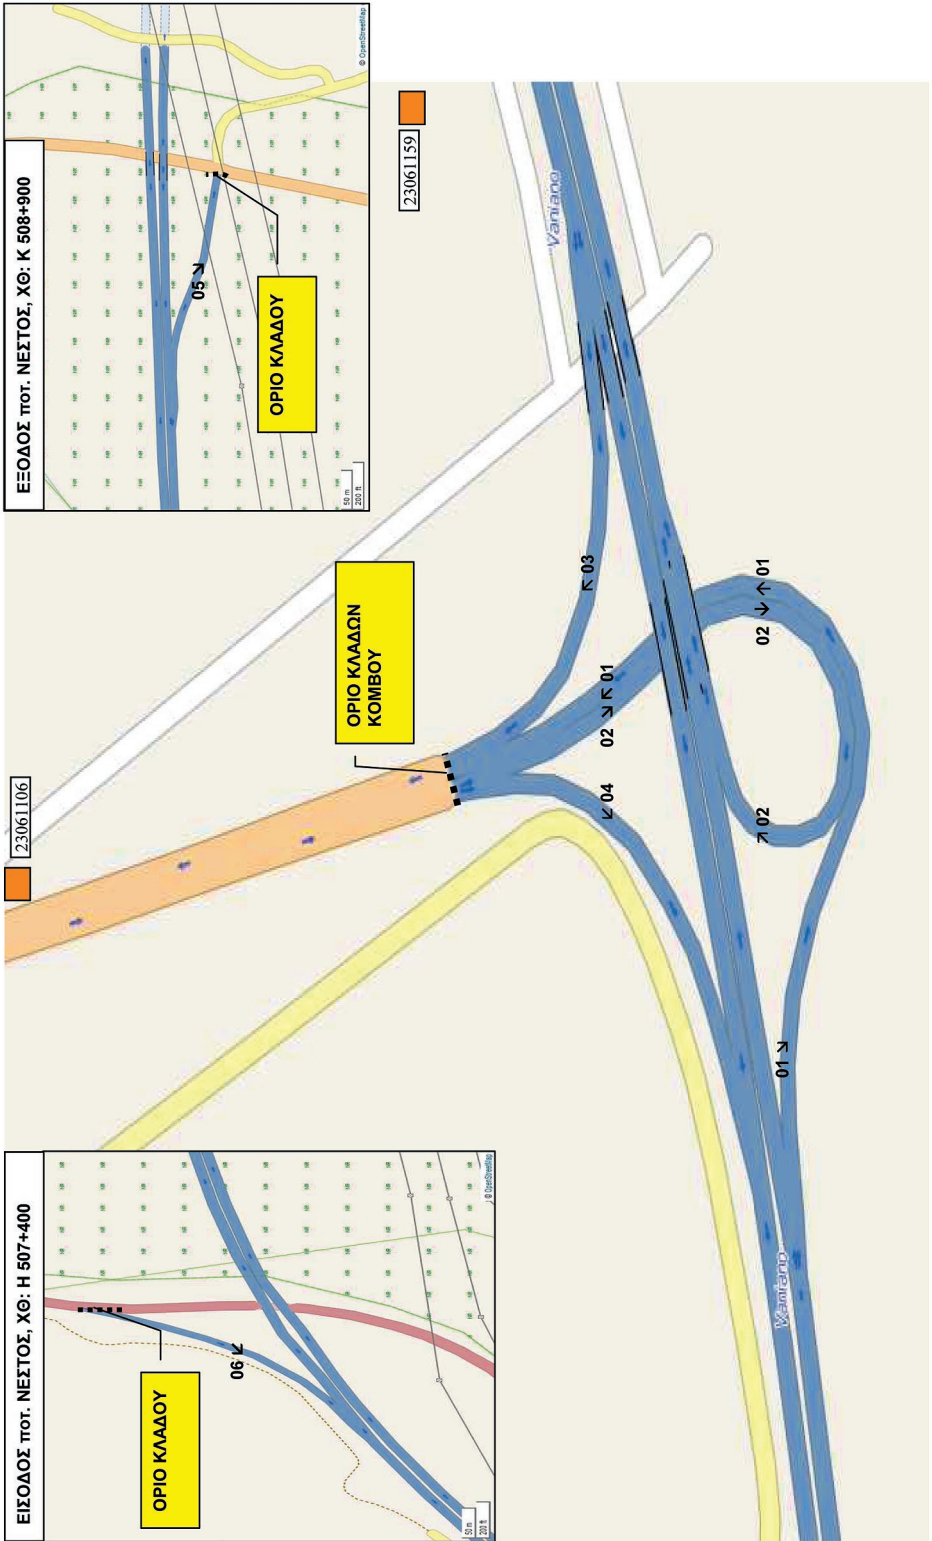 ΕΙΣΟΔΟΣ ποτ. ΝΕΣΤΟΣ, ΧΘ: Η 507+400
ΟΡΙΟ ΚΛΑΔΟΥ
06 ↙
50 m
200 ft
© OpenStreetMap
23061106
ΕΞΟΔΟΣ ποτ. ΝΕΣΤΟΣ, ΧΘ: Κ 508+900
05 ↘
ΟΡΙΟ ΚΛΑΔΟΥ
50 m
200 ft
© OpenStreetMap
23061159
ΟΡΙΟ ΚΛΑΔΩΝ
ΚΟΜΒΟΥ
Vaniano
↖ 03
↙ 04
02 ↘ ↖ 01
02 ↓ ↑ 01
↗ 02
01 ↘
Vaniano